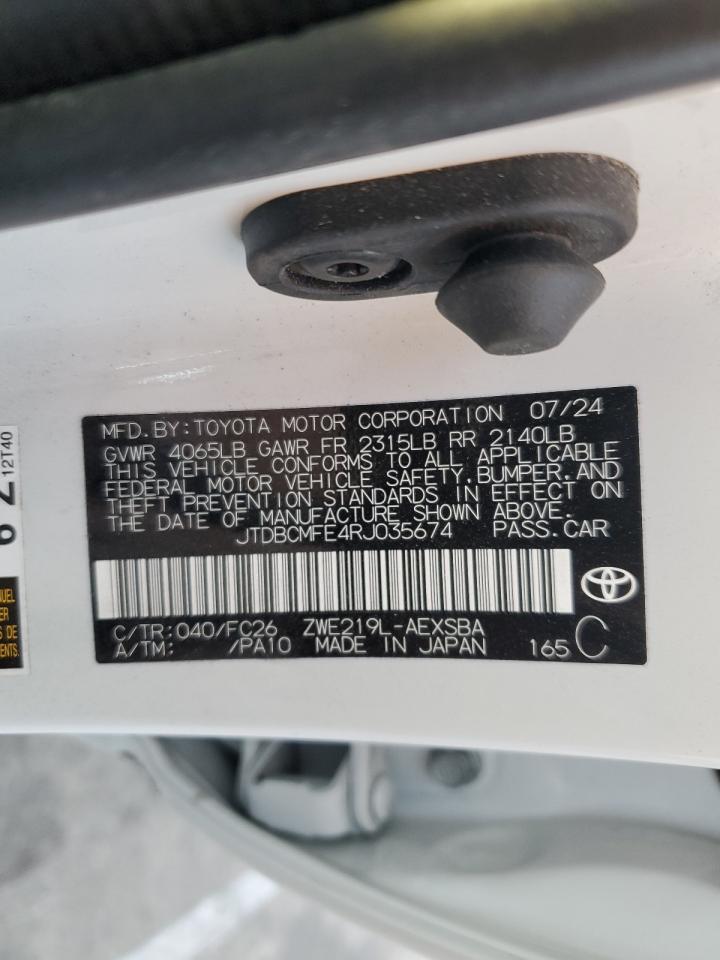 MFD. BY: TOYOTA MOTOR CORPORATION 07/24
GVWR 4065LB GAWR FR 2315LB RR 2140LB
THIS VEHICLE CONFORMS TO ALL APPLICABLE
FEDERAL MOTOR VEHICLE SAFETY, BUMPER, AND
THEFT PREVENTION STANDARDS IN EFFECT ON
THE DATE OF MANUFACTURE SHOWN ABOVE.
JTDBCMFE4RJ035674 PASS.CAR
C/TR: 040/FC26 ZWE219L-AEXSBA
A/TM: /PA10 MADE IN JAPAN 165 C
12T40